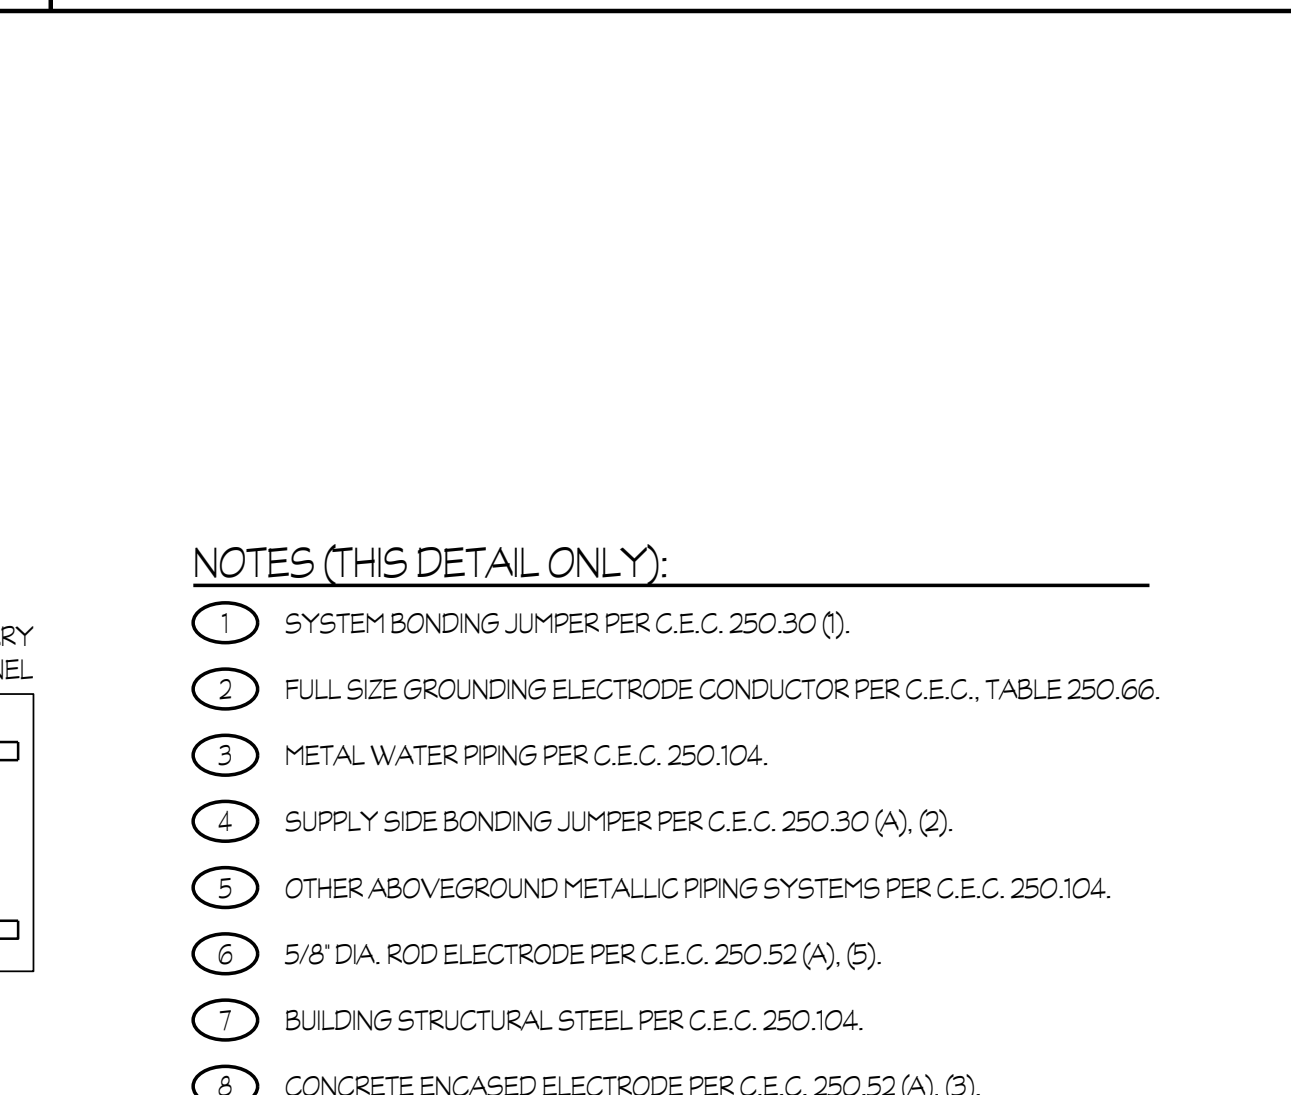 NOTES (THIS DETAIL ONLY):
1 SYSTEM BONDING JUMPER PER C.E.C. 250.30 (1).
2 FULL SIZE GROUNDING ELECTRODE CONDUCTOR PER C.E.C., TABLE 250.66.
3 METAL WATER PIPING PER C.E.C. 250.104.
4 SUPPLY SIDE BONDING JUMPER PER C.E.C. 250.30 (A), (2).
5 OTHER ABOVEGROUND METALLIC PIPING SYSTEMS PER C.E.C. 250.104.
6 5/8" DIA. ROD ELECTRODE PER C.E.C. 250.52 (A), (5).
7 BUILDING STRUCTURAL STEEL PER C.E.C. 250.104.
8 CONCRETE ENCASED ELECTRODE PER C.E.C. 250.52 (A), (3).